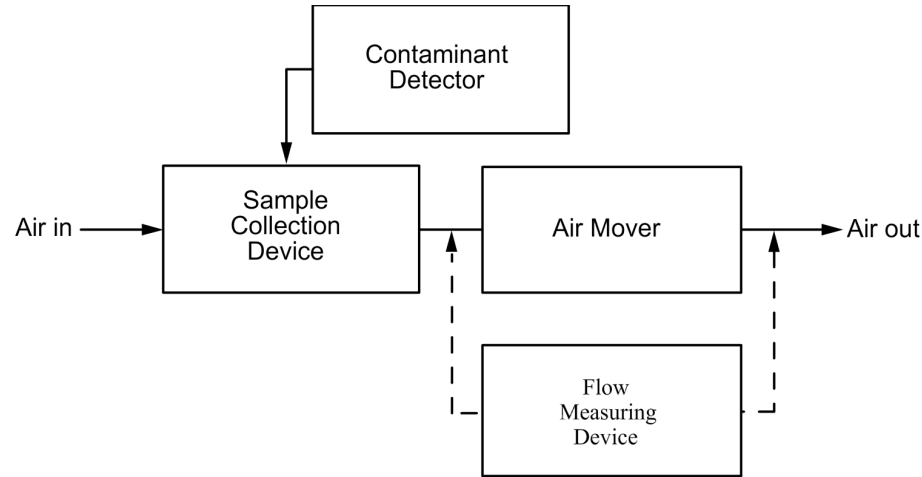 Contaminant
Detector
Sample
Collection
Device
Air in
Air Mover
Air out
Flow
Measuring
Device